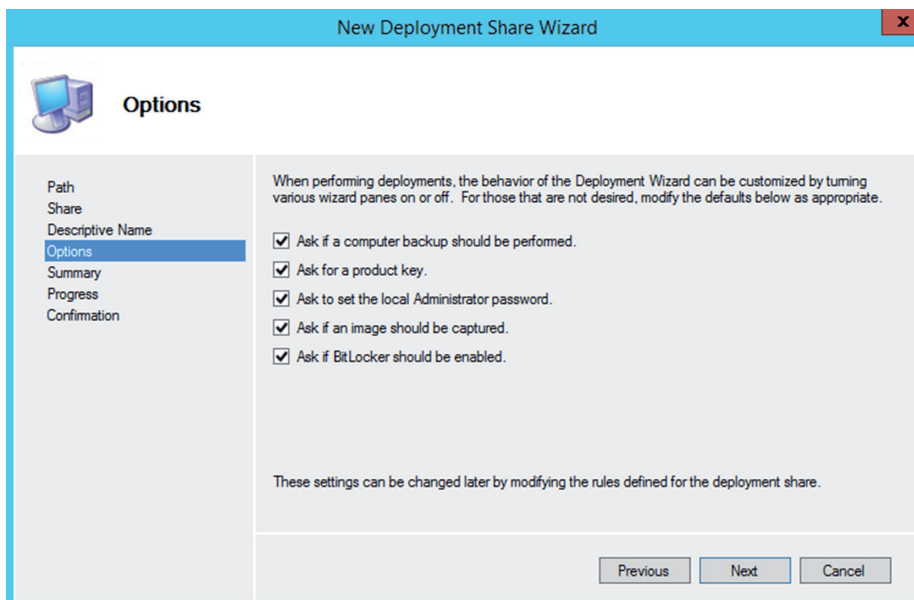 New Deployment Share Wizard
x
Options
Path
Share
Descriptive Name
Options
Summary
Progress
Confirmation
When performing deployments, the behavior of the Deployment Wizard can be customized by turning
various wizard panes on or off. For those that are not desired, modify the defaults below as appropriate.
Ask if a computer backup should be performed.
Ask for a product key.
Ask to set the local Administrator password.
Ask if an image should be captured.
Ask if BitLocker should be enabled.
These settings can be changed later by modifying the rules defined for the deployment share.
Previous Next Cancel